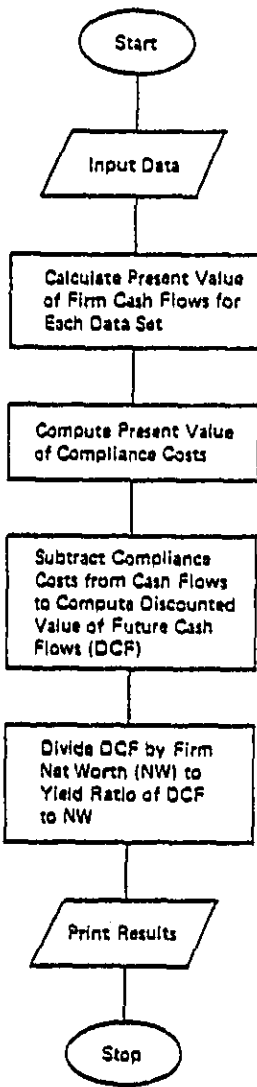 Start
Input Data
Calculate Present Value
of Firm Cash Flows for
Each Data Set
Compute Present Value
of Compliance Costs
Subtract Compliance
Costs from Cash Flows
to Compute Discounted
Value of Future Cash
Flows (DCF)
Divide DCF by Firm
Net Worth (NW) to
Yield Ratio of DCF
to NW
Print Results
Stop